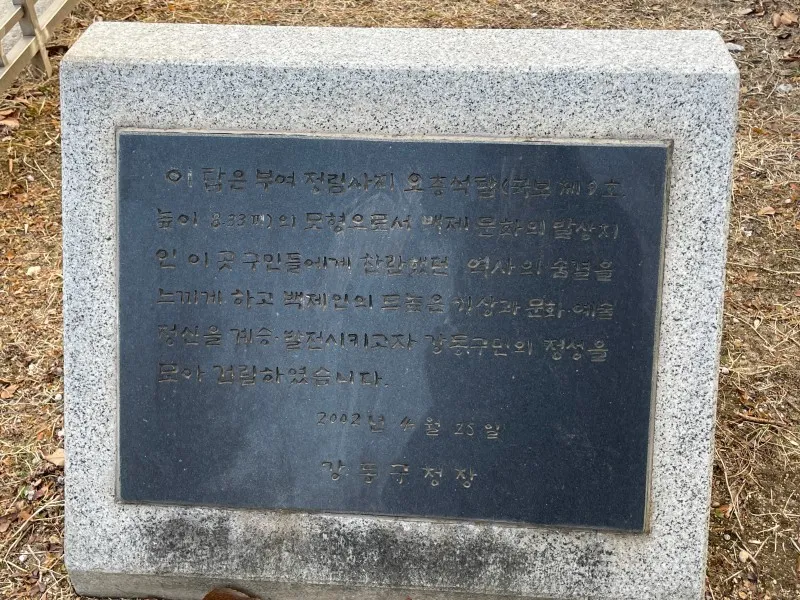 이 탑은 부여 정림사지 오층석탑(국보 제9호
높이 8.33m)의 모형으로서 백제 문화의 발상지
인 이 곳 구민들에게 찬란했던 역사의 숨결을
느끼게 하고 백제인의 드높은 기상과 문화·예술
정신을 계승·발전시키고자 강동구민의 정성을
모아 건립하였습니다.
2002년 4월 25일
강동구청장